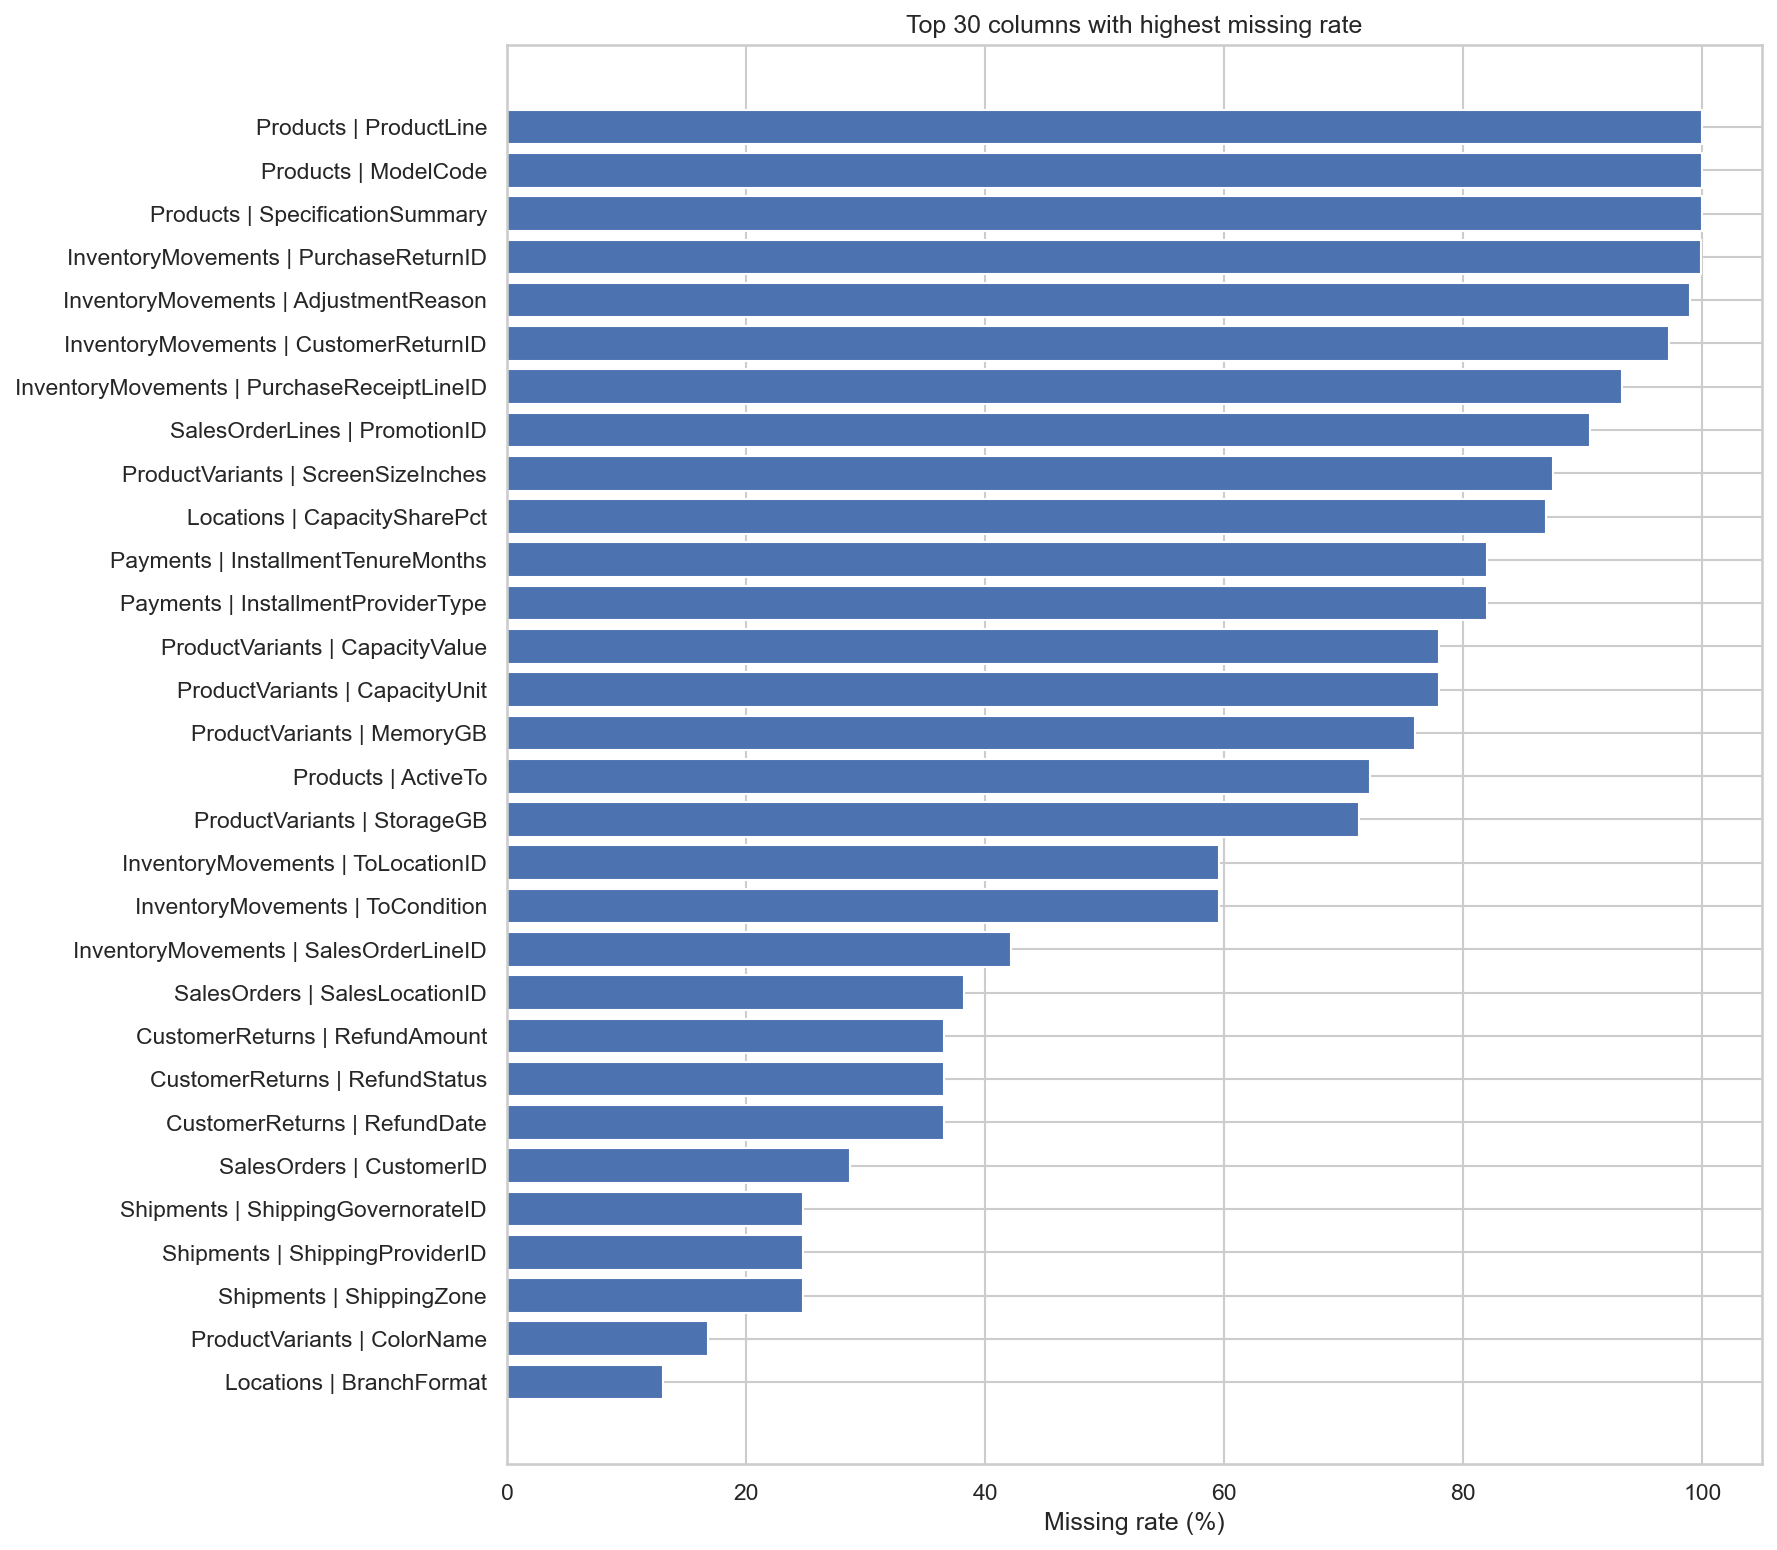 Top 30 columns with highest missing rate
Products | ProductLine
Products | ModelCode
Products | SpecificationSummary
InventoryMovements | PurchaseReturnID
InventoryMovements | AdjustmentReason
InventoryMovements | CustomerReturnID
InventoryMovements | PurchaseReceiptLineID
SalesOrderLines | PromotionID
ProductVariants | ScreenSizeInches
Locations | CapacitySharePct
Payments | InstallmentTenureMonths
Payments | InstallmentProviderType
ProductVariants | CapacityValue
ProductVariants | CapacityUnit
ProductVariants | MemoryGB
Products | ActiveTo
ProductVariants | StorageGB
InventoryMovements | ToLocationID
InventoryMovements | ToCondition
InventoryMovements | SalesOrderLineID
SalesOrders | SalesLocationID
CustomerReturns | RefundAmount
CustomerReturns | RefundStatus
CustomerReturns | RefundDate
SalesOrders | CustomerID
Shipments | ShippingGovernorateID
Shipments | ShippingProviderID
Shipments | ShippingZone
ProductVariants | ColorName
Locations | BranchFormat
0 20 40 60 80 100
Missing rate (%)